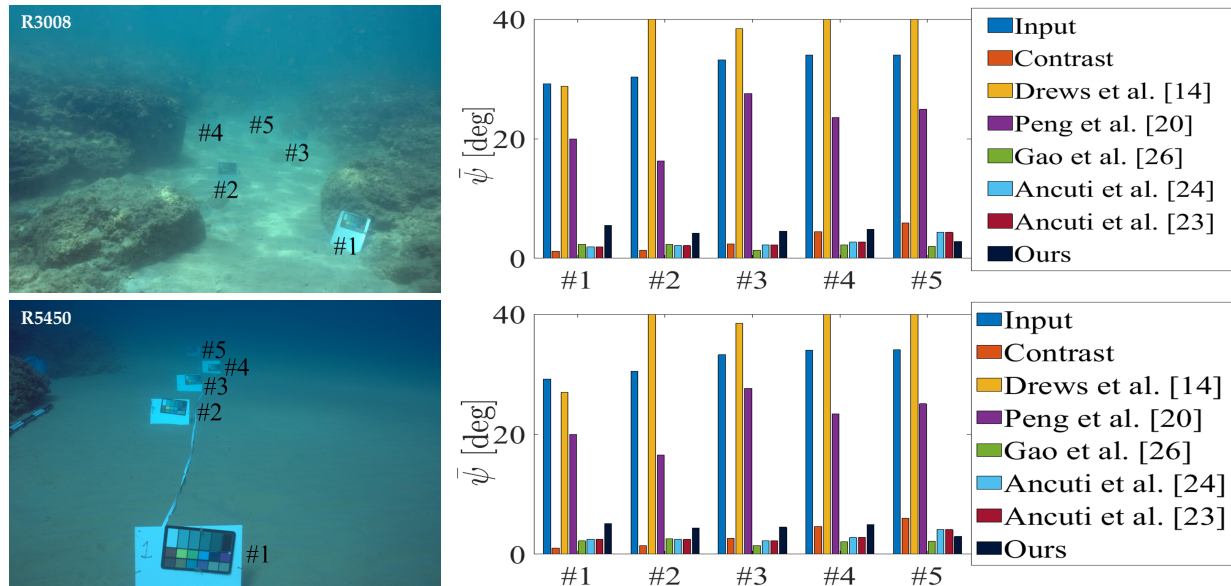 R3008
#5
#4
#3
#2
#1
40
20
0
ψ̄ [deg]
#1 #2 #3 #4 #5
Input
Contrast
Drews et al. [14]
Peng et al. [20]
Gao et al. [26]
Ancuti et al. [24]
Ancuti et al. [23]
Ours
R5450
#5
#4
#3
#2
#1
1
40
20
0
ψ̄ [deg]
#1 #2 #3 #4 #5
Input
Contrast
Drews et al. [14]
Peng et al. [20]
Gao et al. [26]
Ancuti et al. [24]
Ancuti et al. [23]
Ours